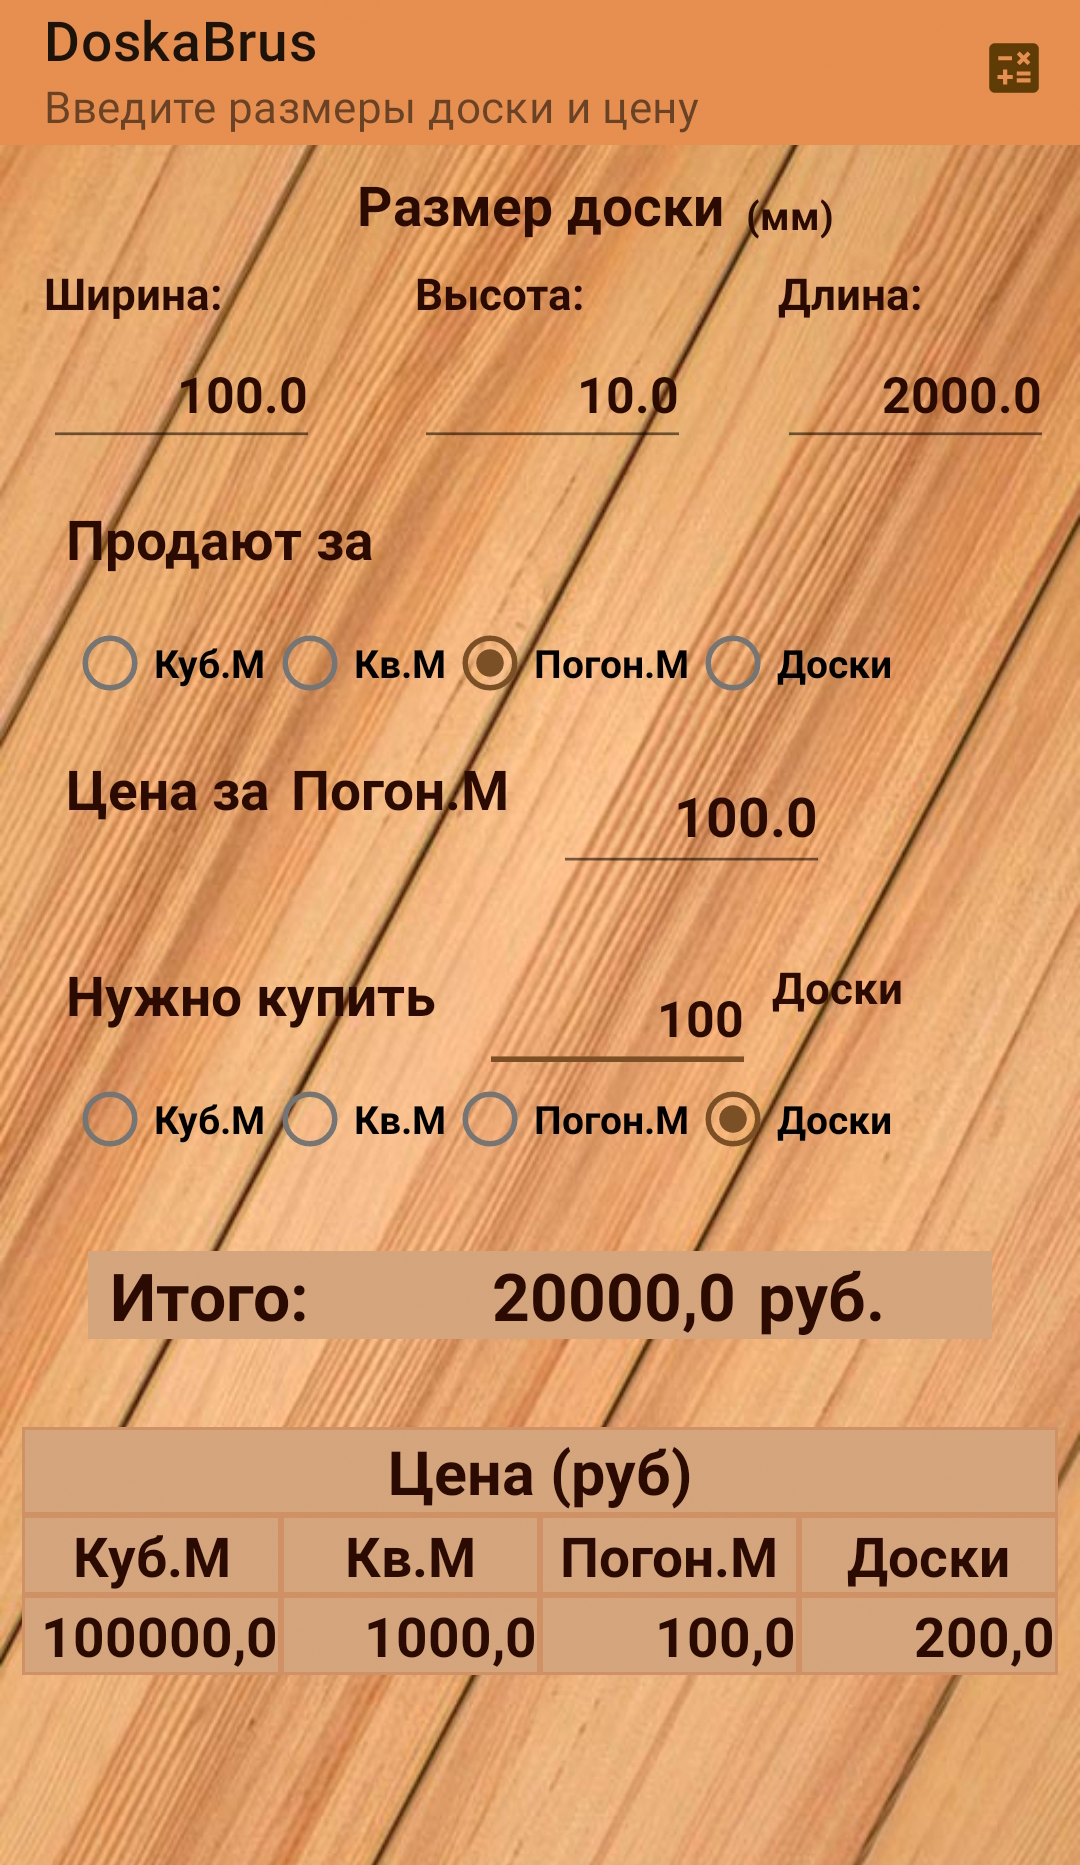 DoskaBrus
Введите размеры доски и цену
Размер доски (мм)
Ширина: Высота: Длина:
100.0 10.0 2000.0
Продают за
Куб.М Кв.М Погон.М Доски
Цена за Погон.М 100.0
Нужно купить 100 Доски
Куб.М Кв.М Погон.М Доски
Итого: 20000,0 руб.
Цена (руб)
Куб.М Кв.М Погон.М Доски
100000,0 1000,0 100,0 200,0